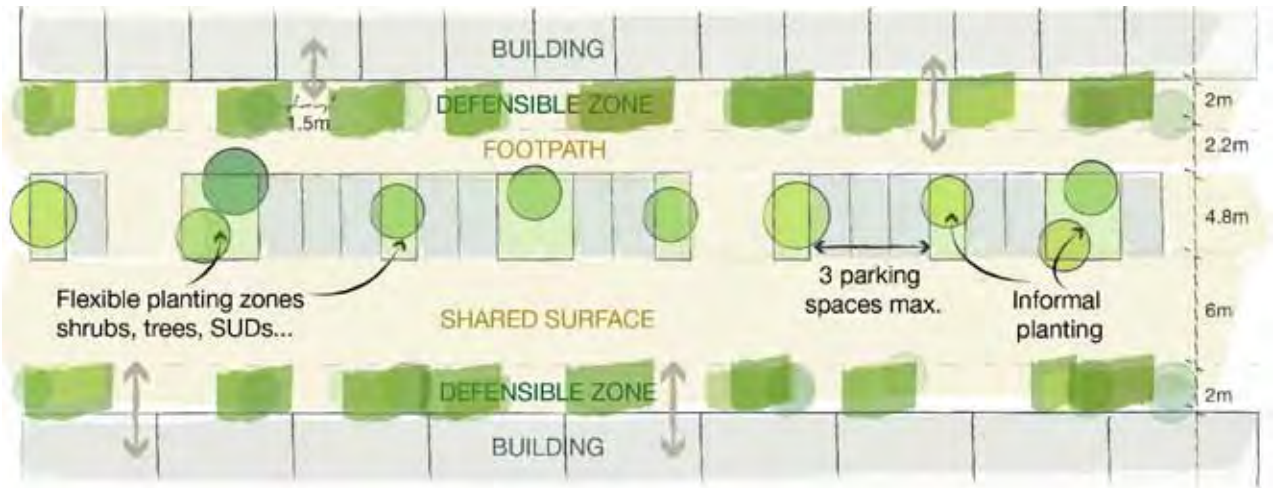 BUILDING
DEFENSIBLE ZONE
2m
1.5m
FOOTPATH
2.2m
4.8m
Flexible planting zones
shrubs, trees, SUDs...
3 parking
spaces max.
Informal
planting
SHARED SURFACE
6m
DEFENSIBLE ZONE
2m
BUILDING